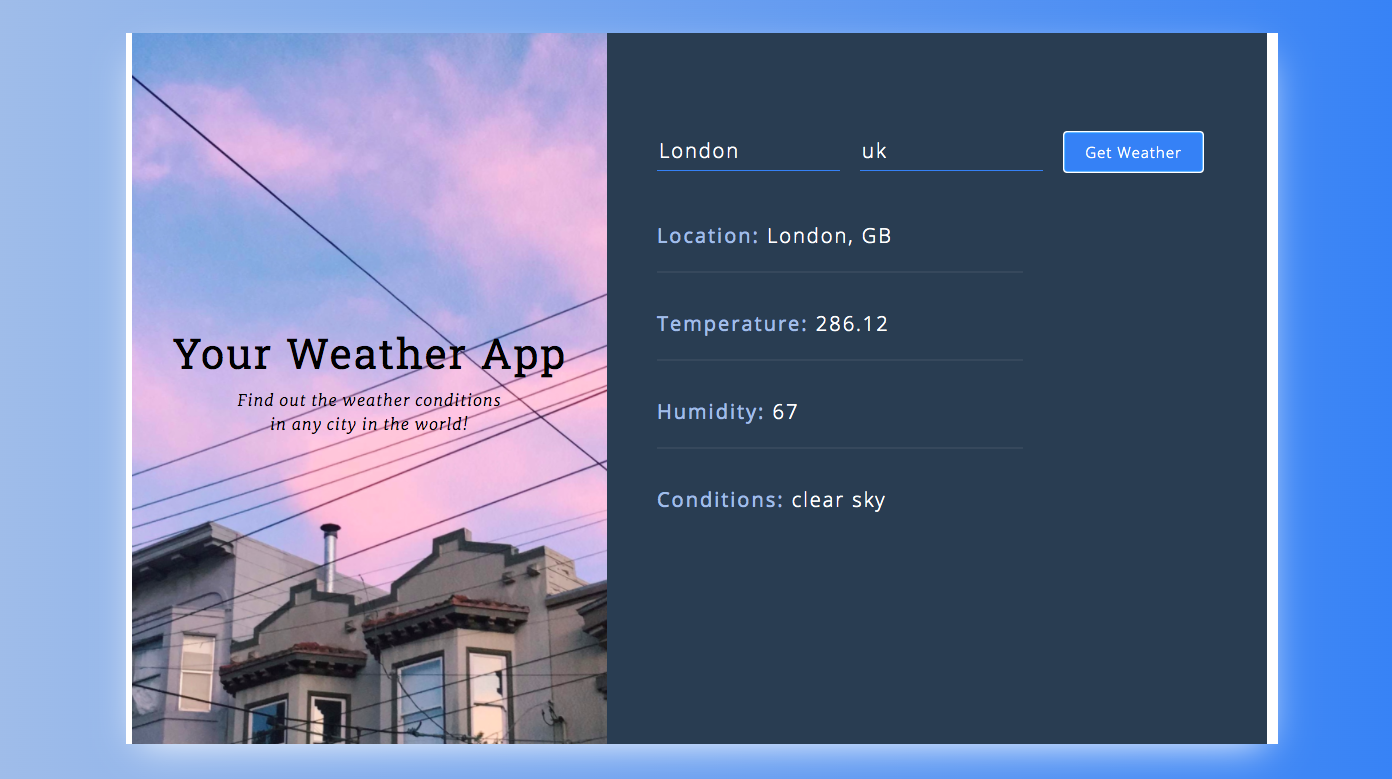 Your Weather App
Find out the weather conditions
in any city in the world!
London
uk
Get Weather
Location: London, GB
Temperature: 286.12
Humidity: 67
Conditions: clear sky